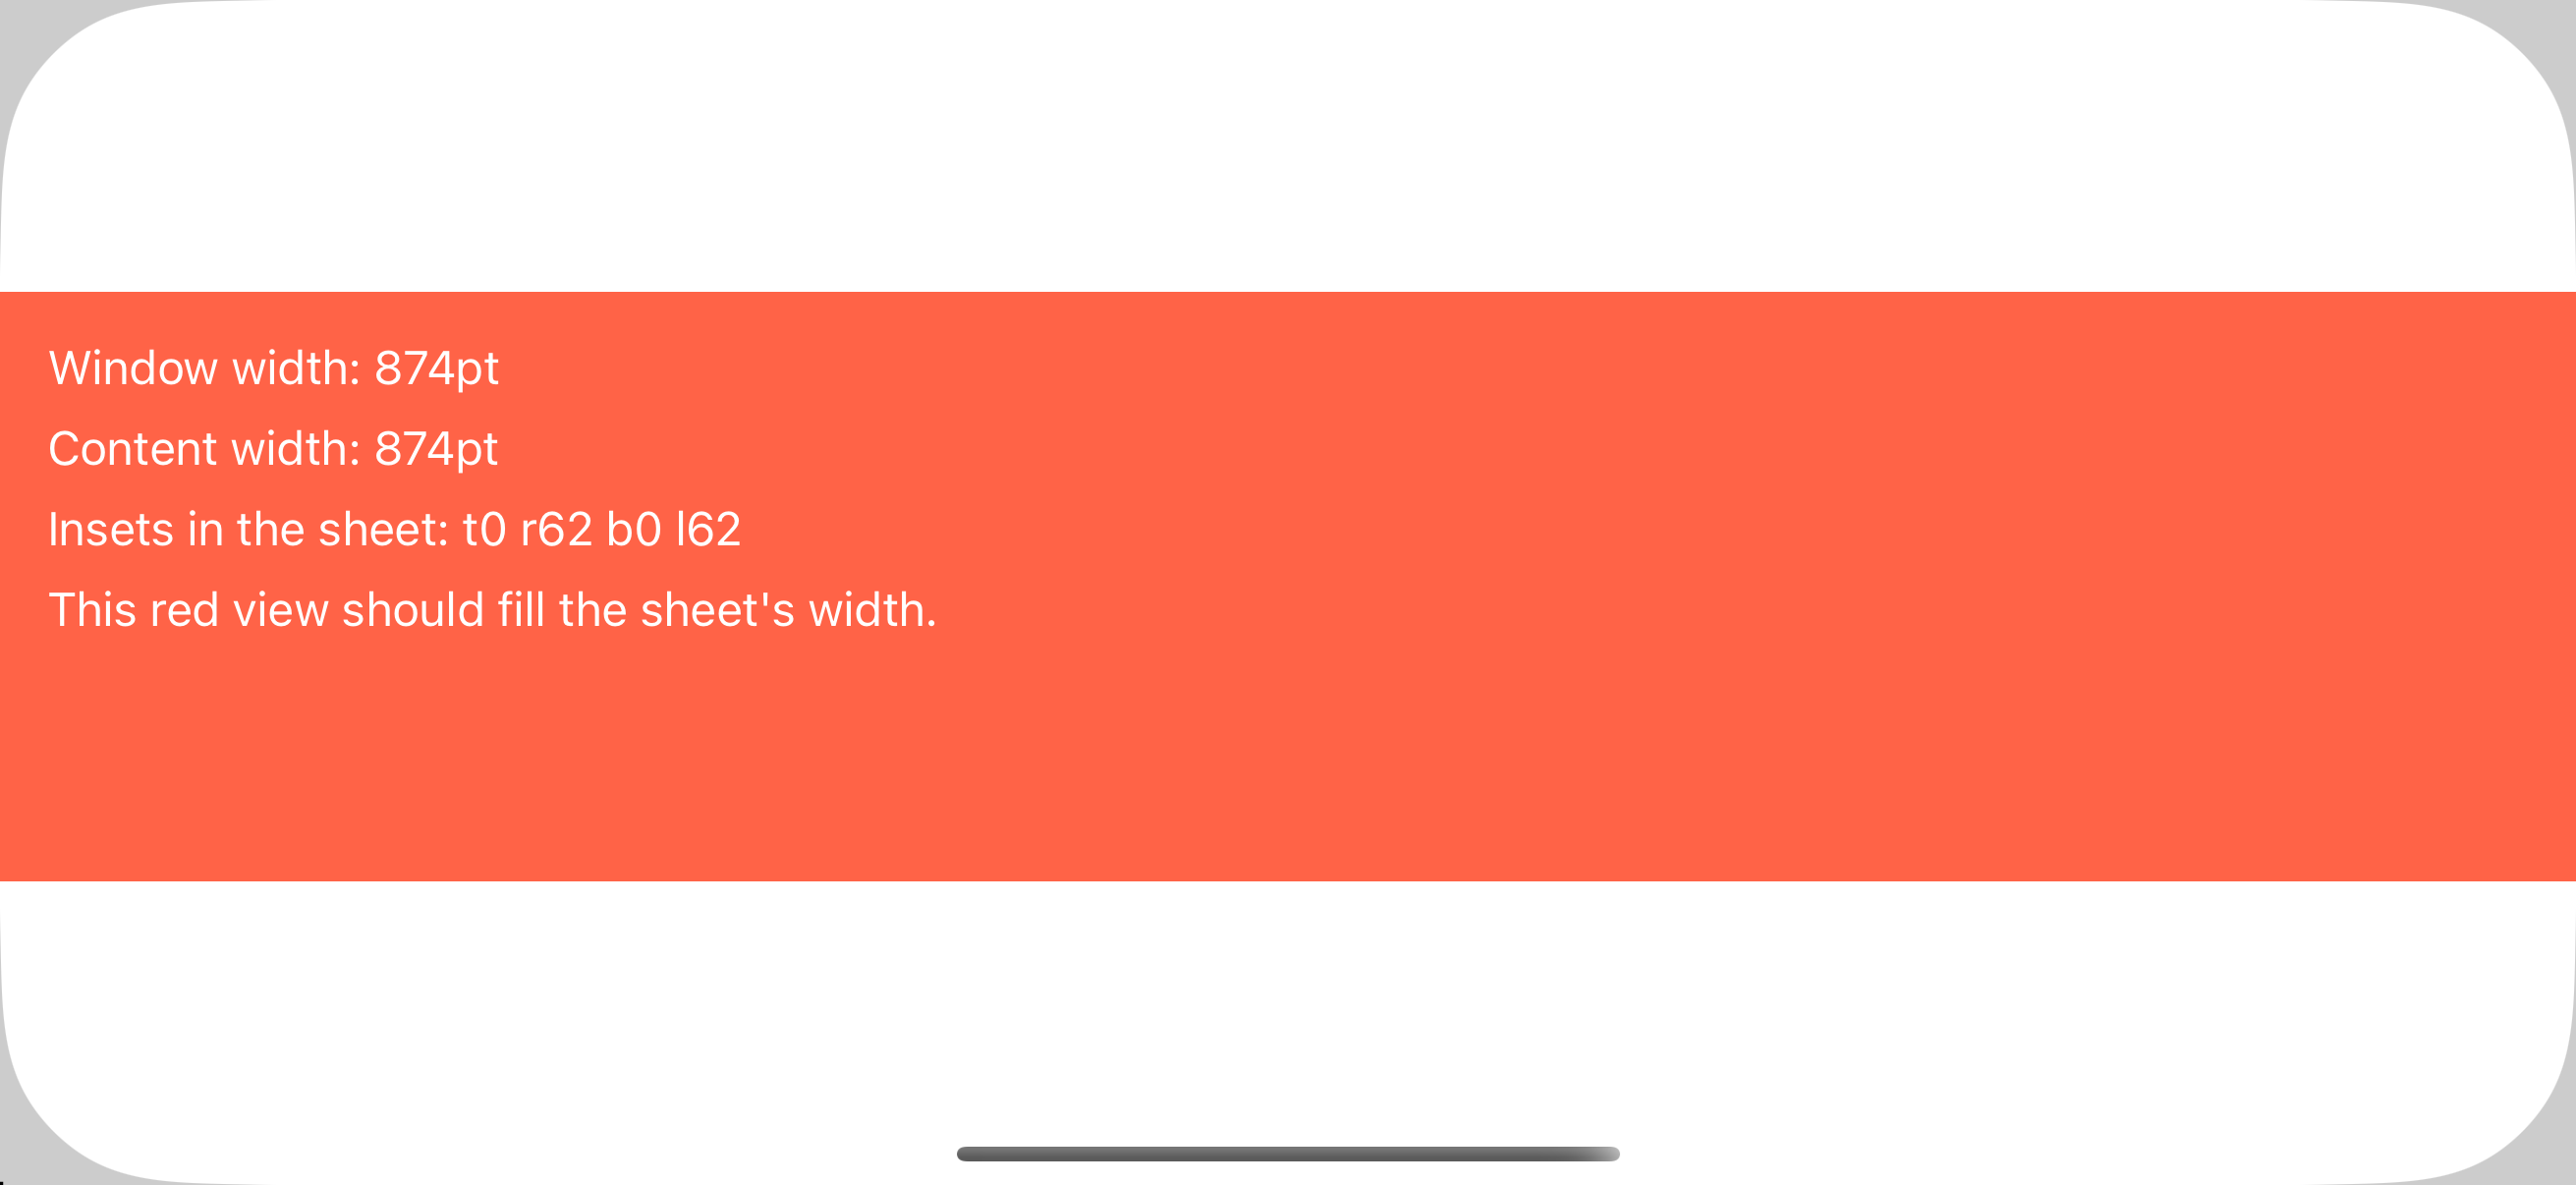 Window width: 874pt
Content width: 874pt
Insets in the sheet: t0 r62 b0 l62
This red view should fill the sheet's width.